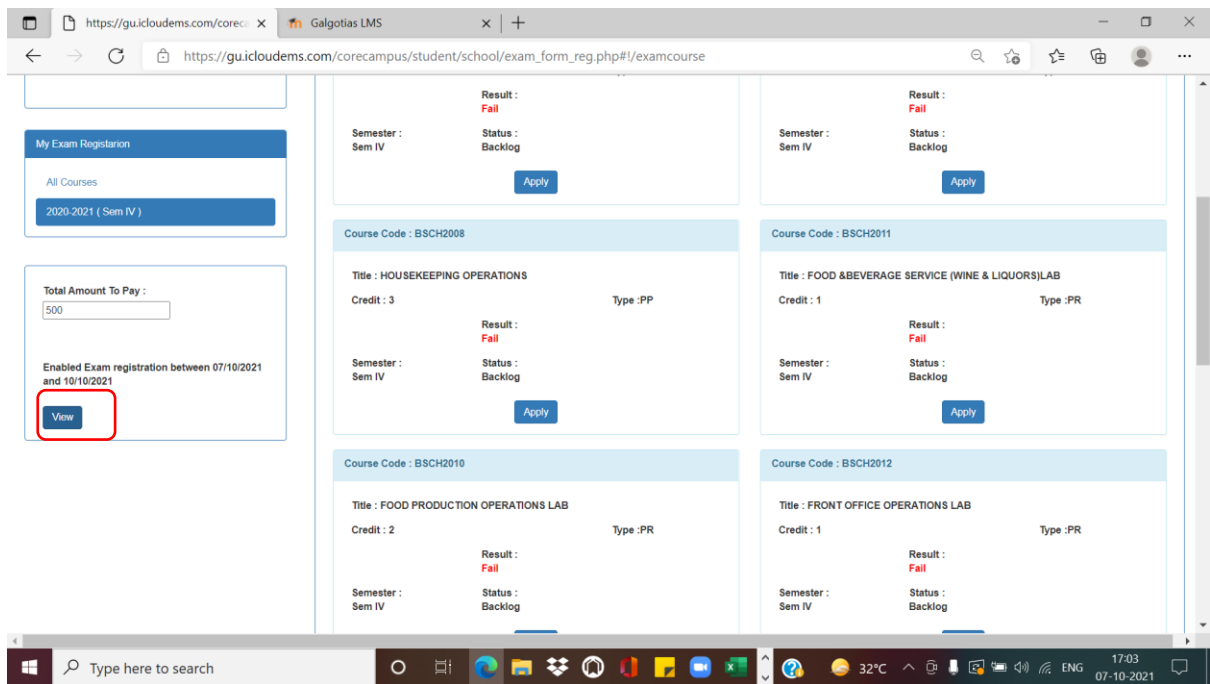 https://gu.icloudems.com/coreca
Galgotias LMS
https://gu.icloudems.com/corecampus/student/school/exam_form_reg.php#!/examcourse
My Exam Registarion
All Courses
2020-2021 ( Sem IV )
Total Amount To Pay :
500
Enabled Exam registration between 07/10/2021
and 10/10/2021
View
Result :
Fail
Semester :
Status :
Sem IV
Backlog
Apply
Result :
Fail
Semester :
Status :
Sem IV
Backlog
Apply
Course Code : BSCH2008
Title : HOUSEKEEPING OPERATIONS
Credit : 3
Type :PP
Result :
Fail
Semester :
Status :
Sem IV
Backlog
Apply
Course Code : BSCH2011
Title : FOOD &BEVERAGE SERVICE (WINE & LIQUORS)LAB
Credit : 1
Type :PR
Result :
Fail
Semester :
Status :
Sem IV
Backlog
Apply
Course Code : BSCH2010
Title : FOOD PRODUCTION OPERATIONS LAB
Credit : 2
Type :PR
Result :
Fail
Semester :
Status :
Sem IV
Backlog
Course Code : BSCH2012
Title : FRONT OFFICE OPERATIONS LAB
Credit : 1
Type :PR
Result :
Fail
Semester :
Status :
Sem IV
Backlog
Type here to search
32°C
ENG
17:03
07-10-2021